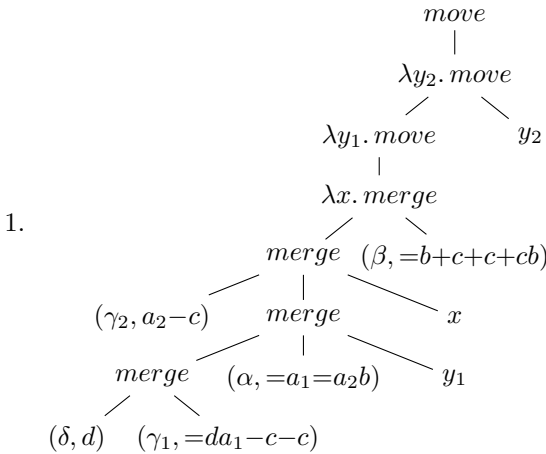 move
λy₂. move
λy₁. move y₂
λx. merge
1.
merge (β, =b+c+c+cb)
(γ₂, a₂−c) merge x
merge (α, =a₁=a₂b) y₁
(δ, d) (γ₁, =da₁−c−c)